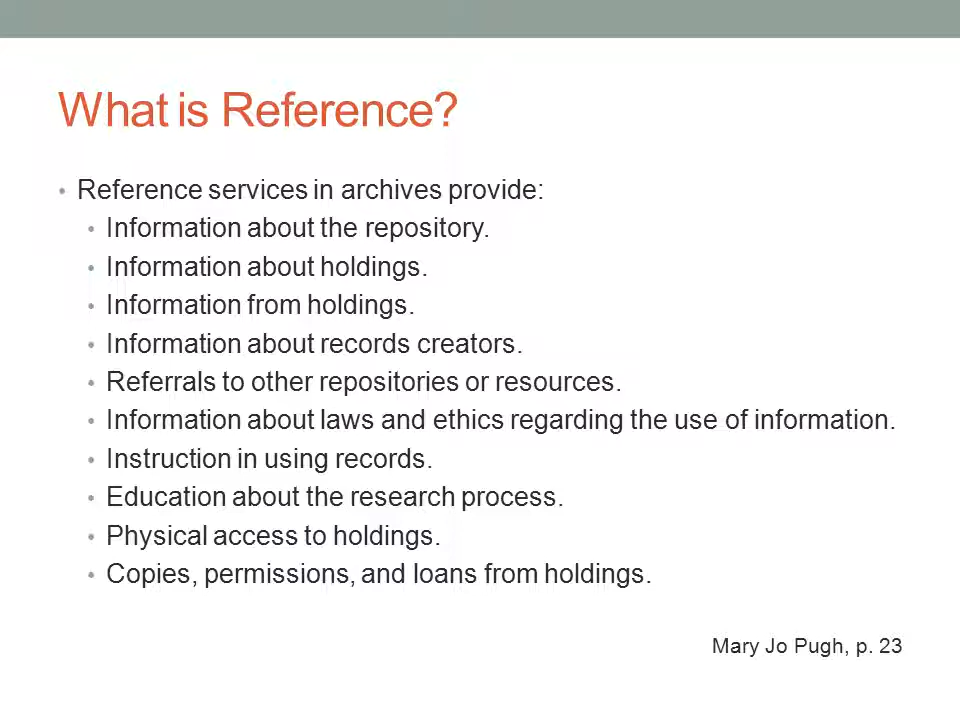 What is Reference?
• Reference services in archives provide:
• Information about the repository.
• Information about holdings.
• Information from holdings.
• Information about records creators.
• Referrals to other repositories or resources.
• Information about laws and ethics regarding the use of information.
• Instruction in using records.
• Education about the research process.
• Physical access to holdings.
• Copies, permissions, and loans from holdings.
Mary Jo Pugh, p. 23